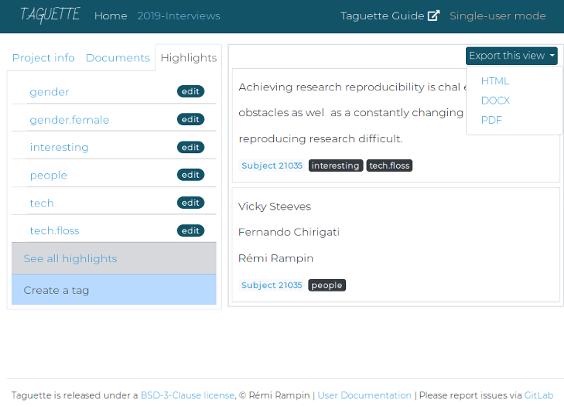 TAGUETTE Home 2019-Interviews Taguette Guide Single-user mode
Project info Documents Highlights
gender edit
gender.female edit
interesting edit
people edit
tech edit
tech.floss edit
See all highlights
Create a tag
Export this view
HTML
DOCX
PDF
Achieving research reproducibility is chal
obstacles as wel as a constantly changing
reproducing research difficult.
Subject 21035 interesting tech.floss
Vicky Steeves
Fernando Chirigati
Rémi Rampin
Subject 21035 people
Taguette is released under a BSD-3-Clause license, © Rémi Rampin | User Documentation | Please report issues via GitLab